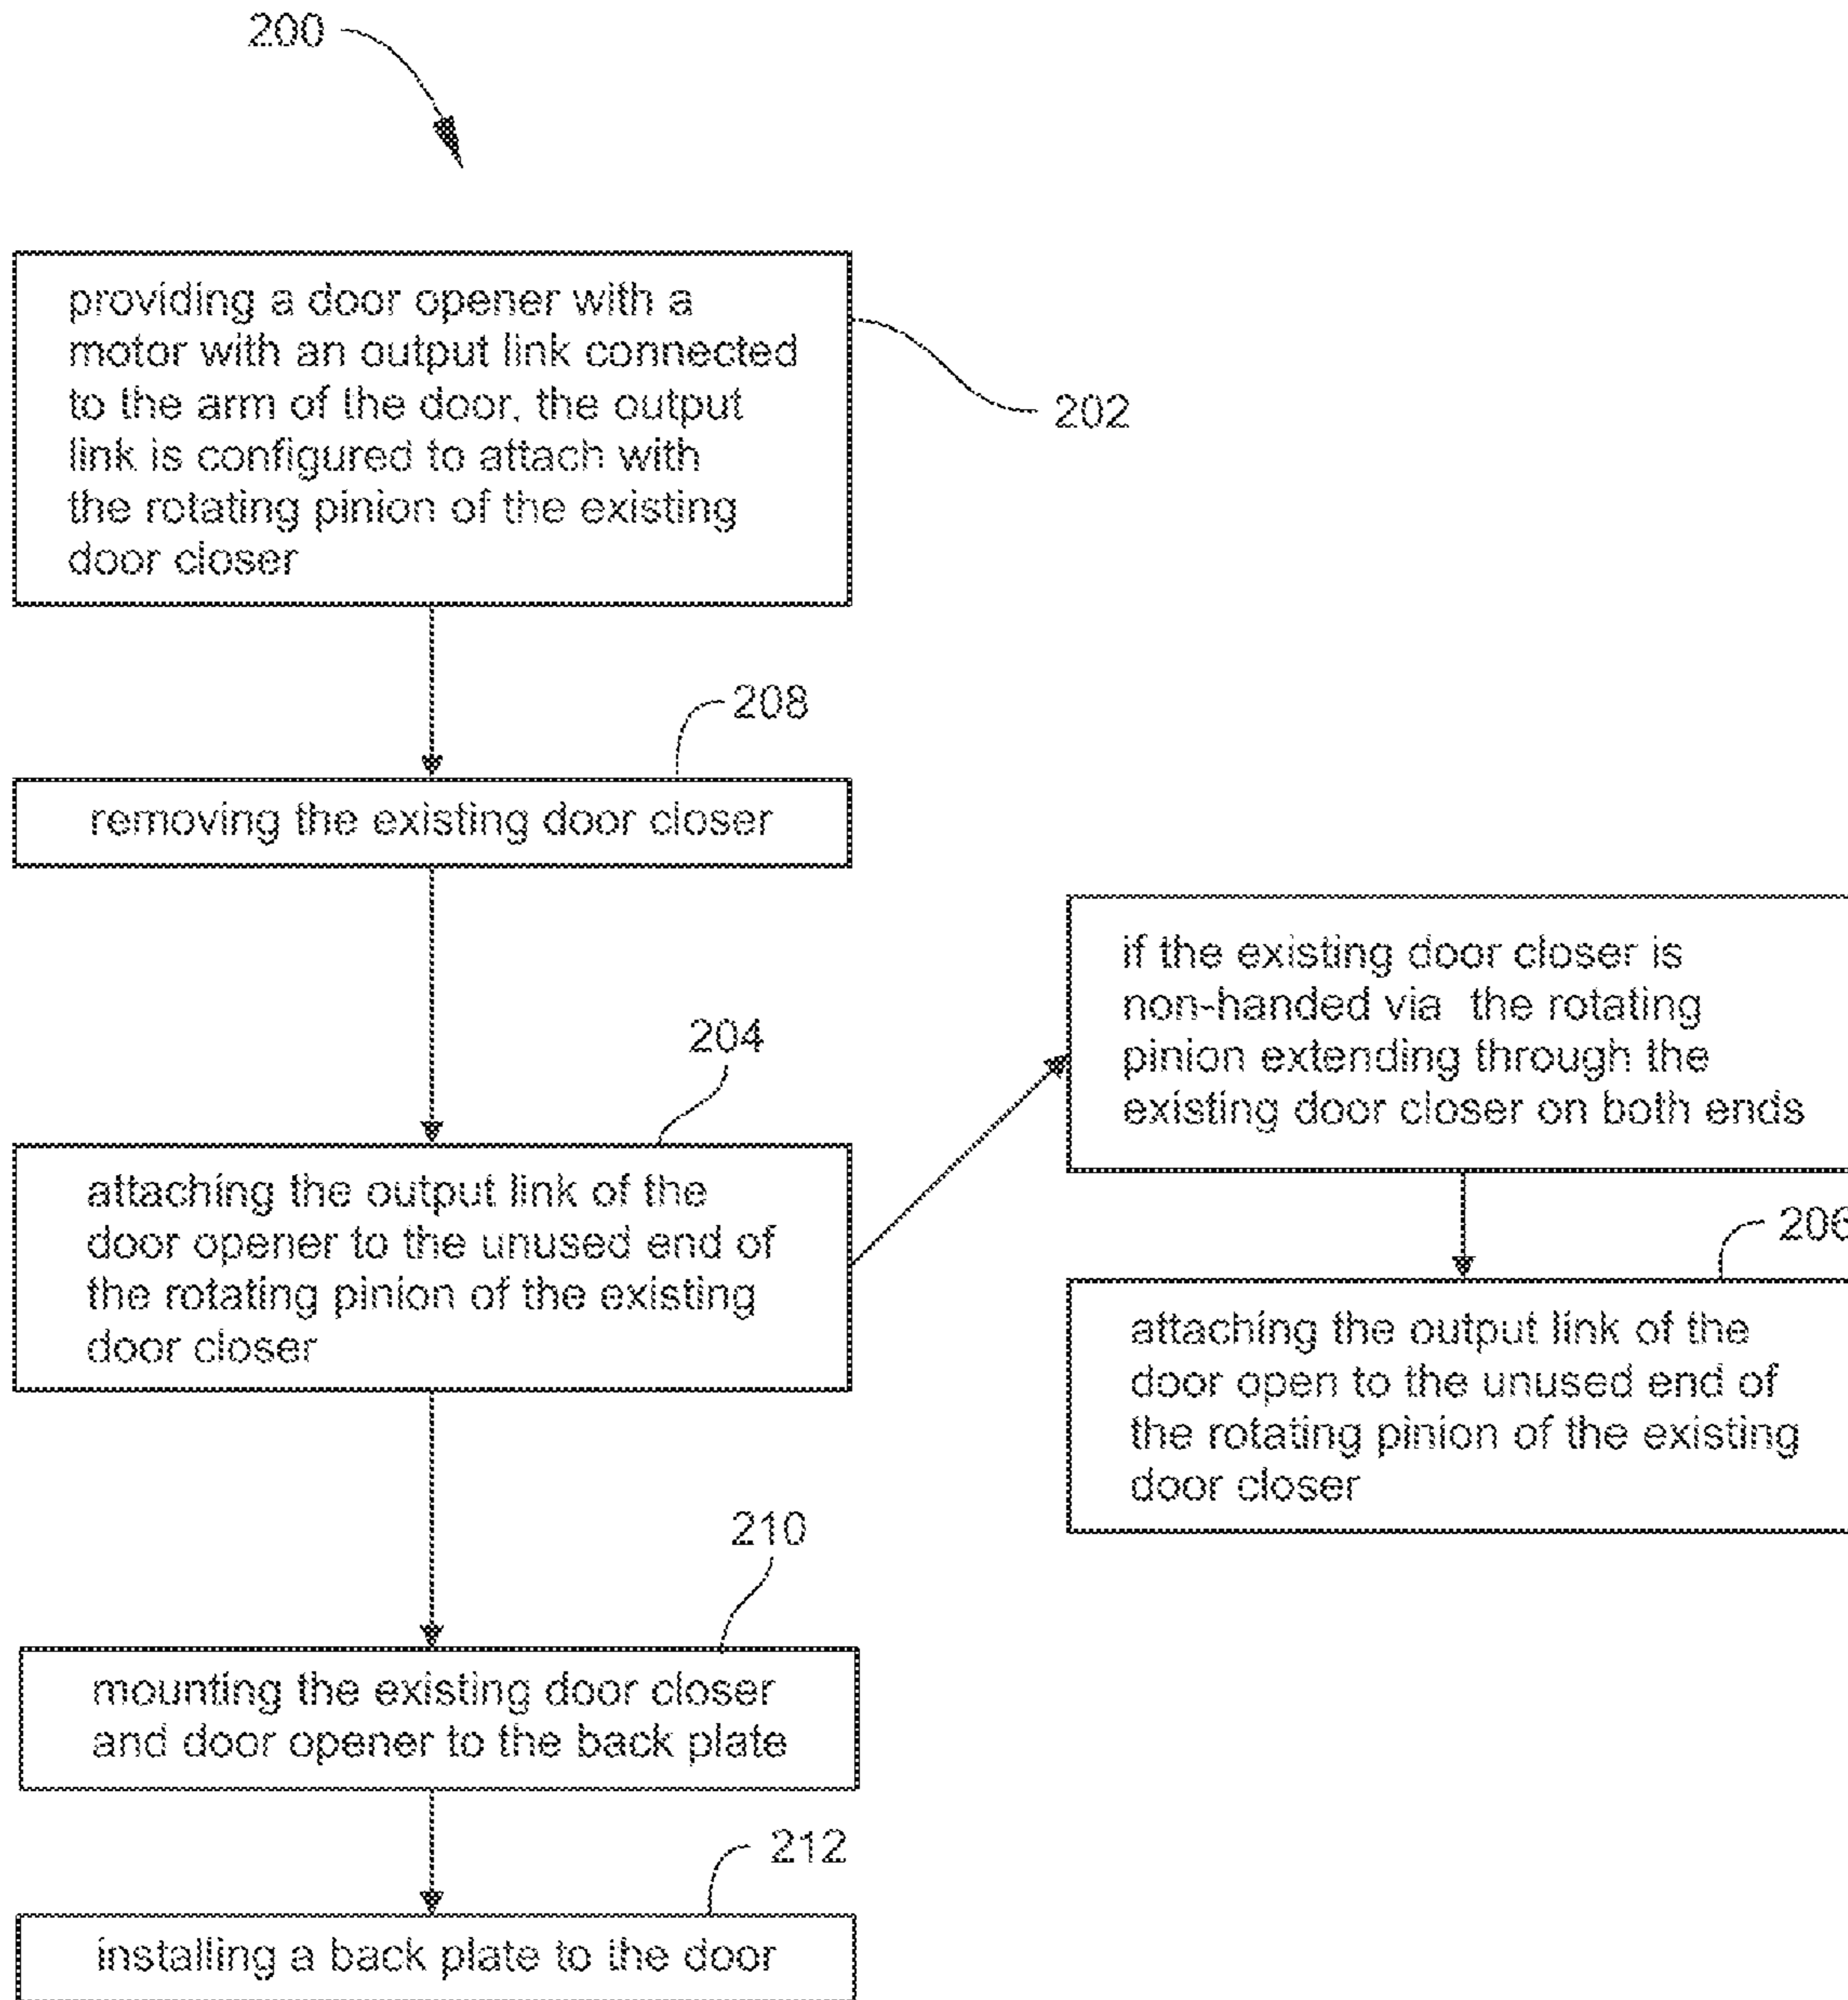 200
providing a door opener with a
motor with an output link connected
to the arm of the door, the output
link is configured to attach with
the rotating pinion of the existing
door closer
202
208
removing the existing door closer
204
attaching the output link of the
door opener to the unused end of
the rotating pinion of the existing
door closer
if the existing door closer is
non-handed via the rotating
pinion extending through the
existing door closer on both ends
206
attaching the output link of the
door open to the unused end of
the rotating pinion of the existing
door closer
210
mounting the existing door closer
and door opener to the back plate
212
installing a back plate to the door